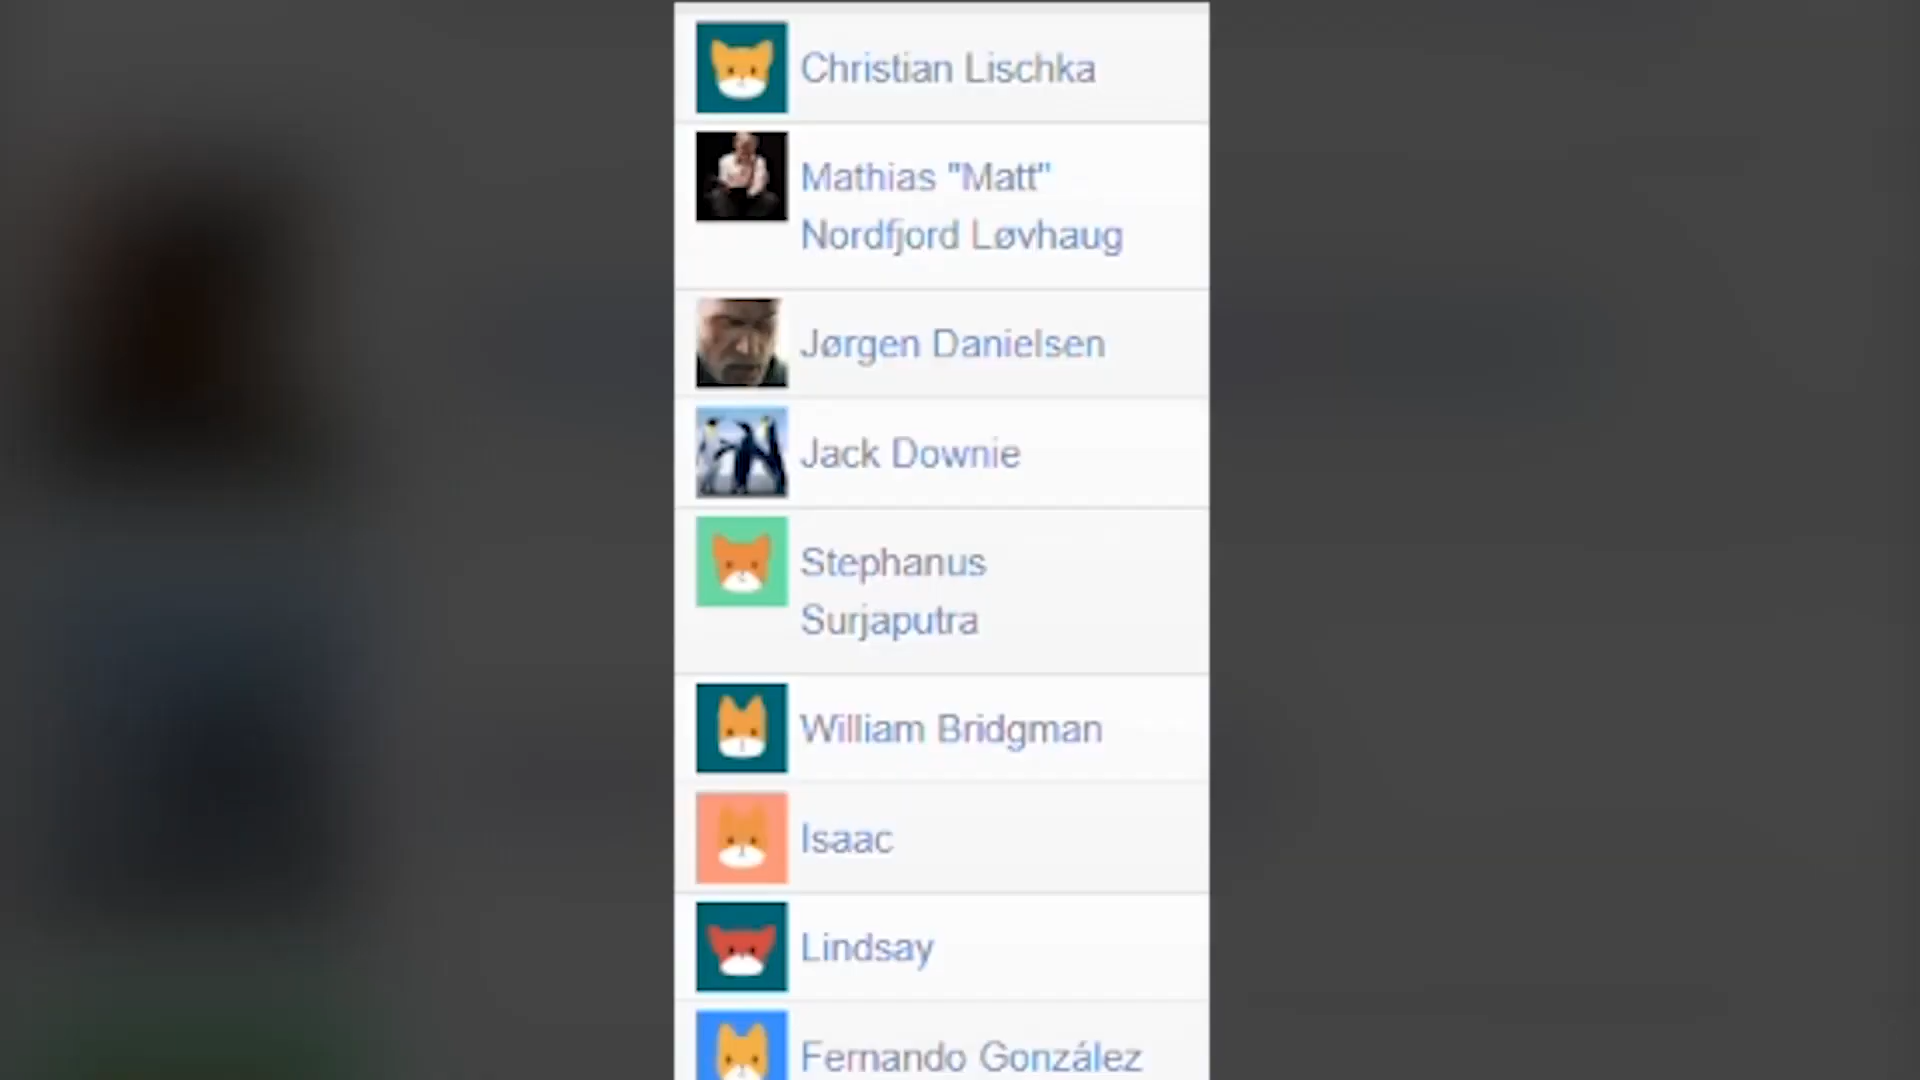 Christian Lischka
Mathias "Matt"
Nordfjord Løvhaug
Jørgen Danielsen
Jack Downie
Stephanus
Surjaputra
William Bridgman
Isaac
Lindsay
Fernando González